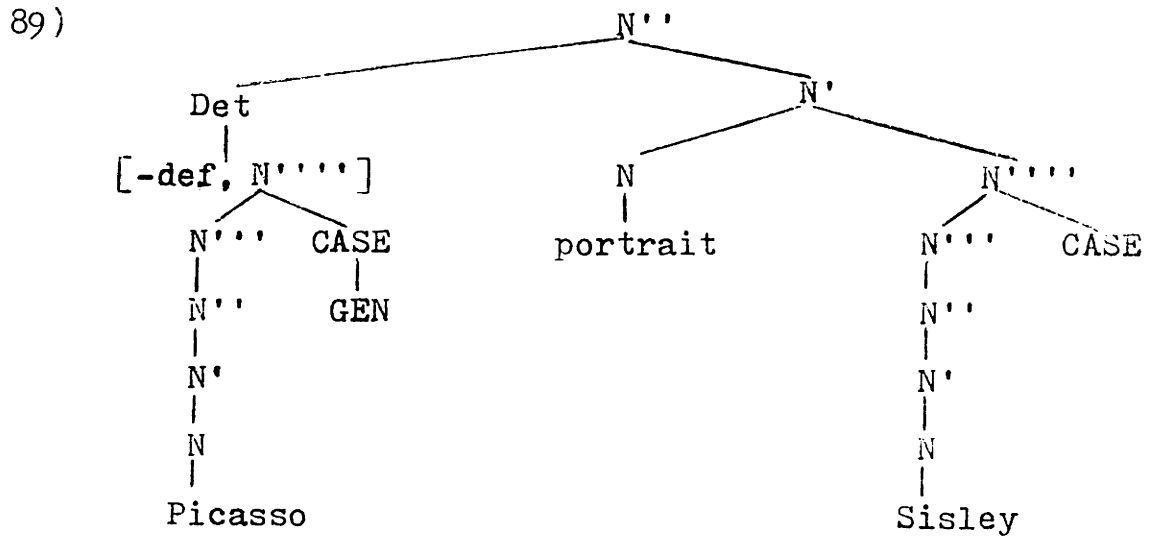 89)
N''
Det N'
[-def, N''''] N N''''
N''' CASE portrait N''' CASE
N'' GEN N''
N' N'
N N
Picasso Sisley